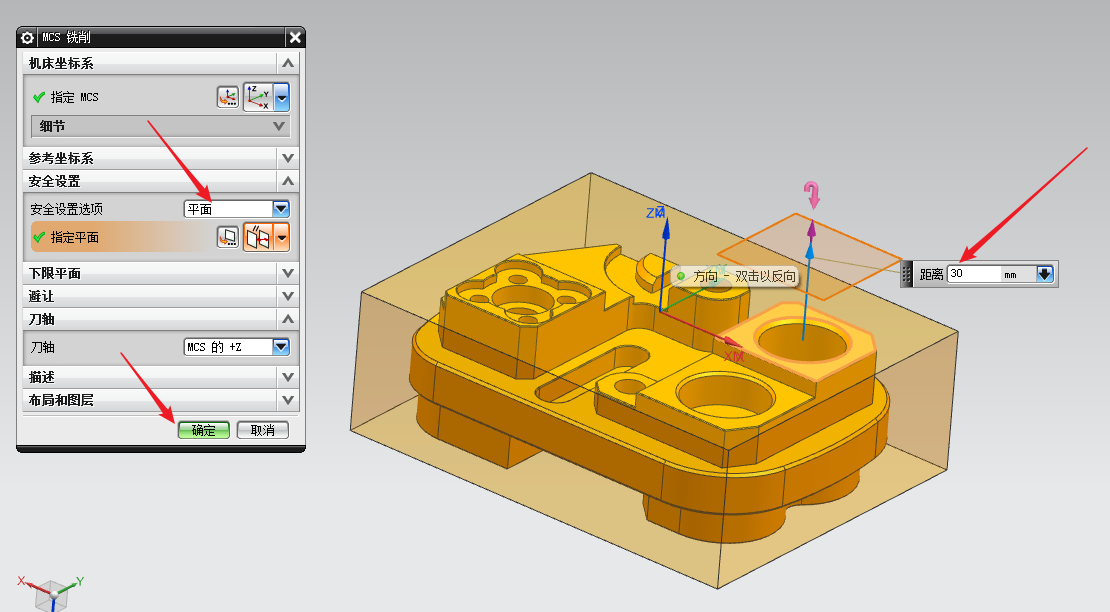 MCS 铣削
机床坐标系
指定 MCS
细节
参考坐标系
安全设置
安全设置选项
平面
指定平面
下限平面
避让
刀轴
刀轴
MCS 的 +Z
描述
布局和图层
确定
取消
ZM
方向 - 双击以反向
XM
距离
30
mm
X
Y